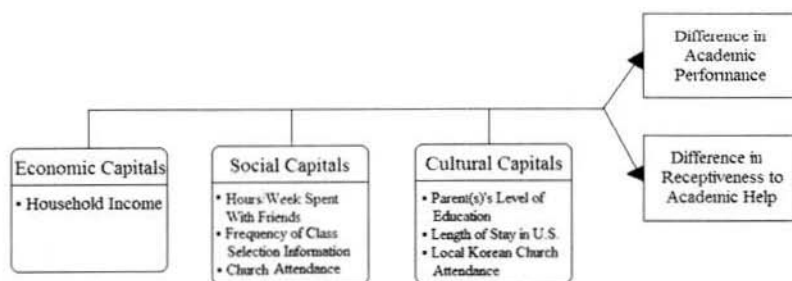 Difference in
Academic
Performance
Economic Capitals
• Household Income
Social Capitals
• Hours/Week Spent
With Friends
• Frequency of Class
Selection Information
• Church Attendance
Cultural Capitals
• Parent(s)'s Level of
Education
• Length of Stay in U.S.
• Local Korean Church
Attendance
Difference in
Receptiveness to
Academic Help